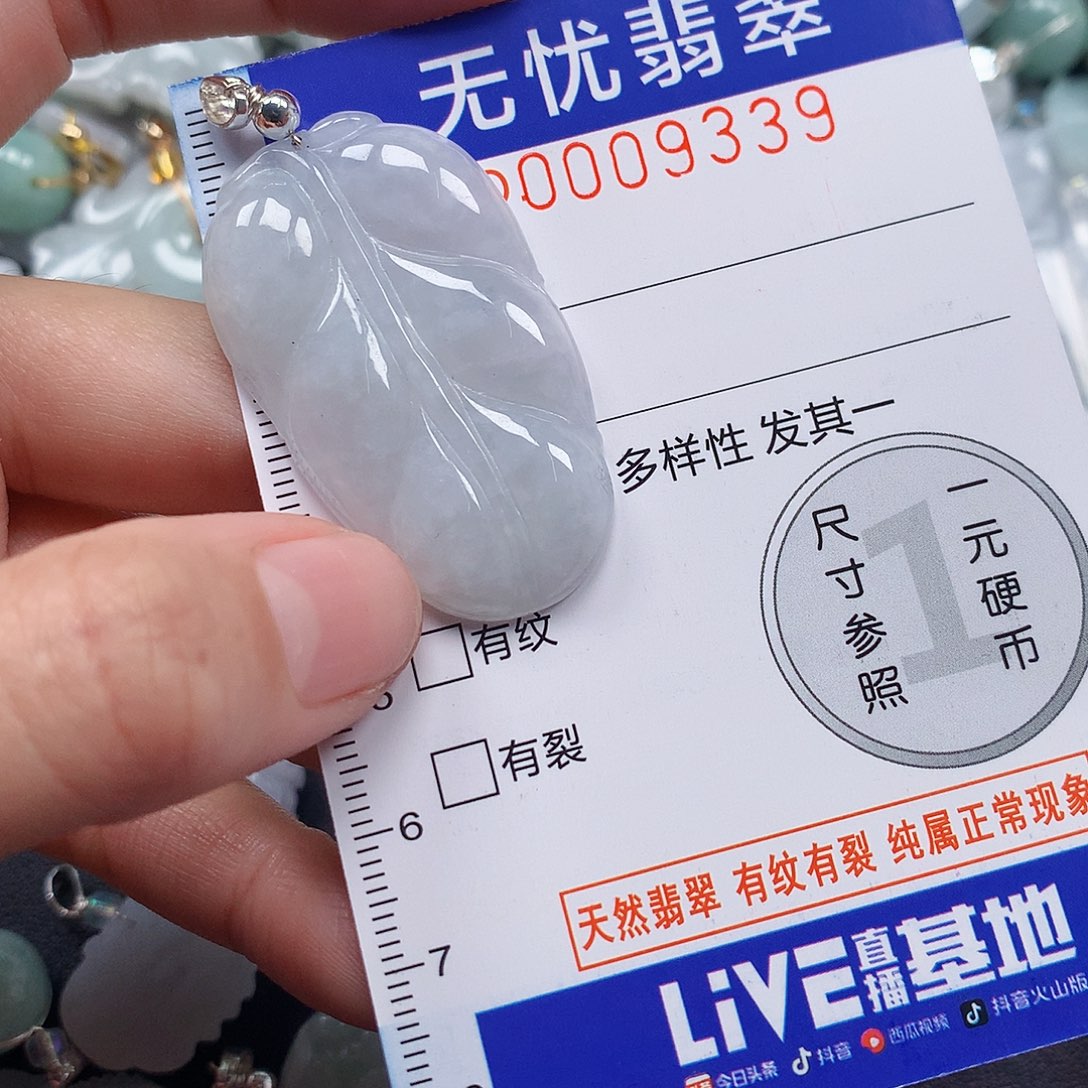 无忧翡翠
0009339
多样性 发其一
一元硬币
尺寸参照
1
有纹
5
有裂
6
天然翡翠 有纹有裂 纯属正常现象
7
LiVE直播基地
今日头条 抖音 西瓜视频 抖音火山版